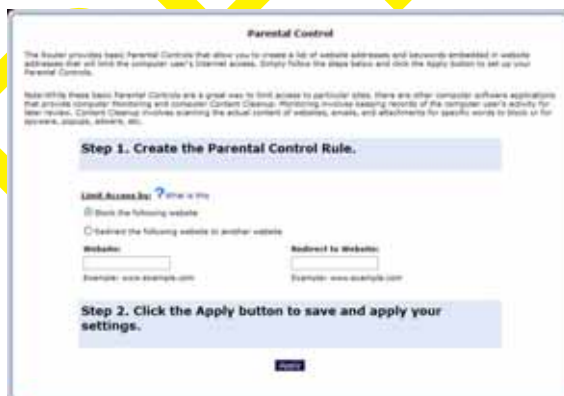 Parental Control
The Router provides basic Parental Controls that allow you to create a list of website addresses and keywords embedded in website
addresses that will limit the computer user's Internet access. Simply follow the steps below and click the Apply button to set up your
Parental Controls.
Note:While these basic Parental Controls are a great way to limit access to particular sites, there are other computer software applications
that provide computer Monitoring and computer Content Cleanup. Monitoring involves keeping records of the computer user's activity for
later review. Content Cleanup involves scanning the actual content of websites, emails, and attachments for specific words to block or for
spyware, popups, adware, etc.
Step 1. Create the Parental Control Rule.
Limit Access by: ? What is this
Block the following website
Redirect the following website to another website
Website: Redirect to Website:
Example: www.example.com Example: www.example.com
Step 2. Click the Apply button to save and apply your
settings.
Apply